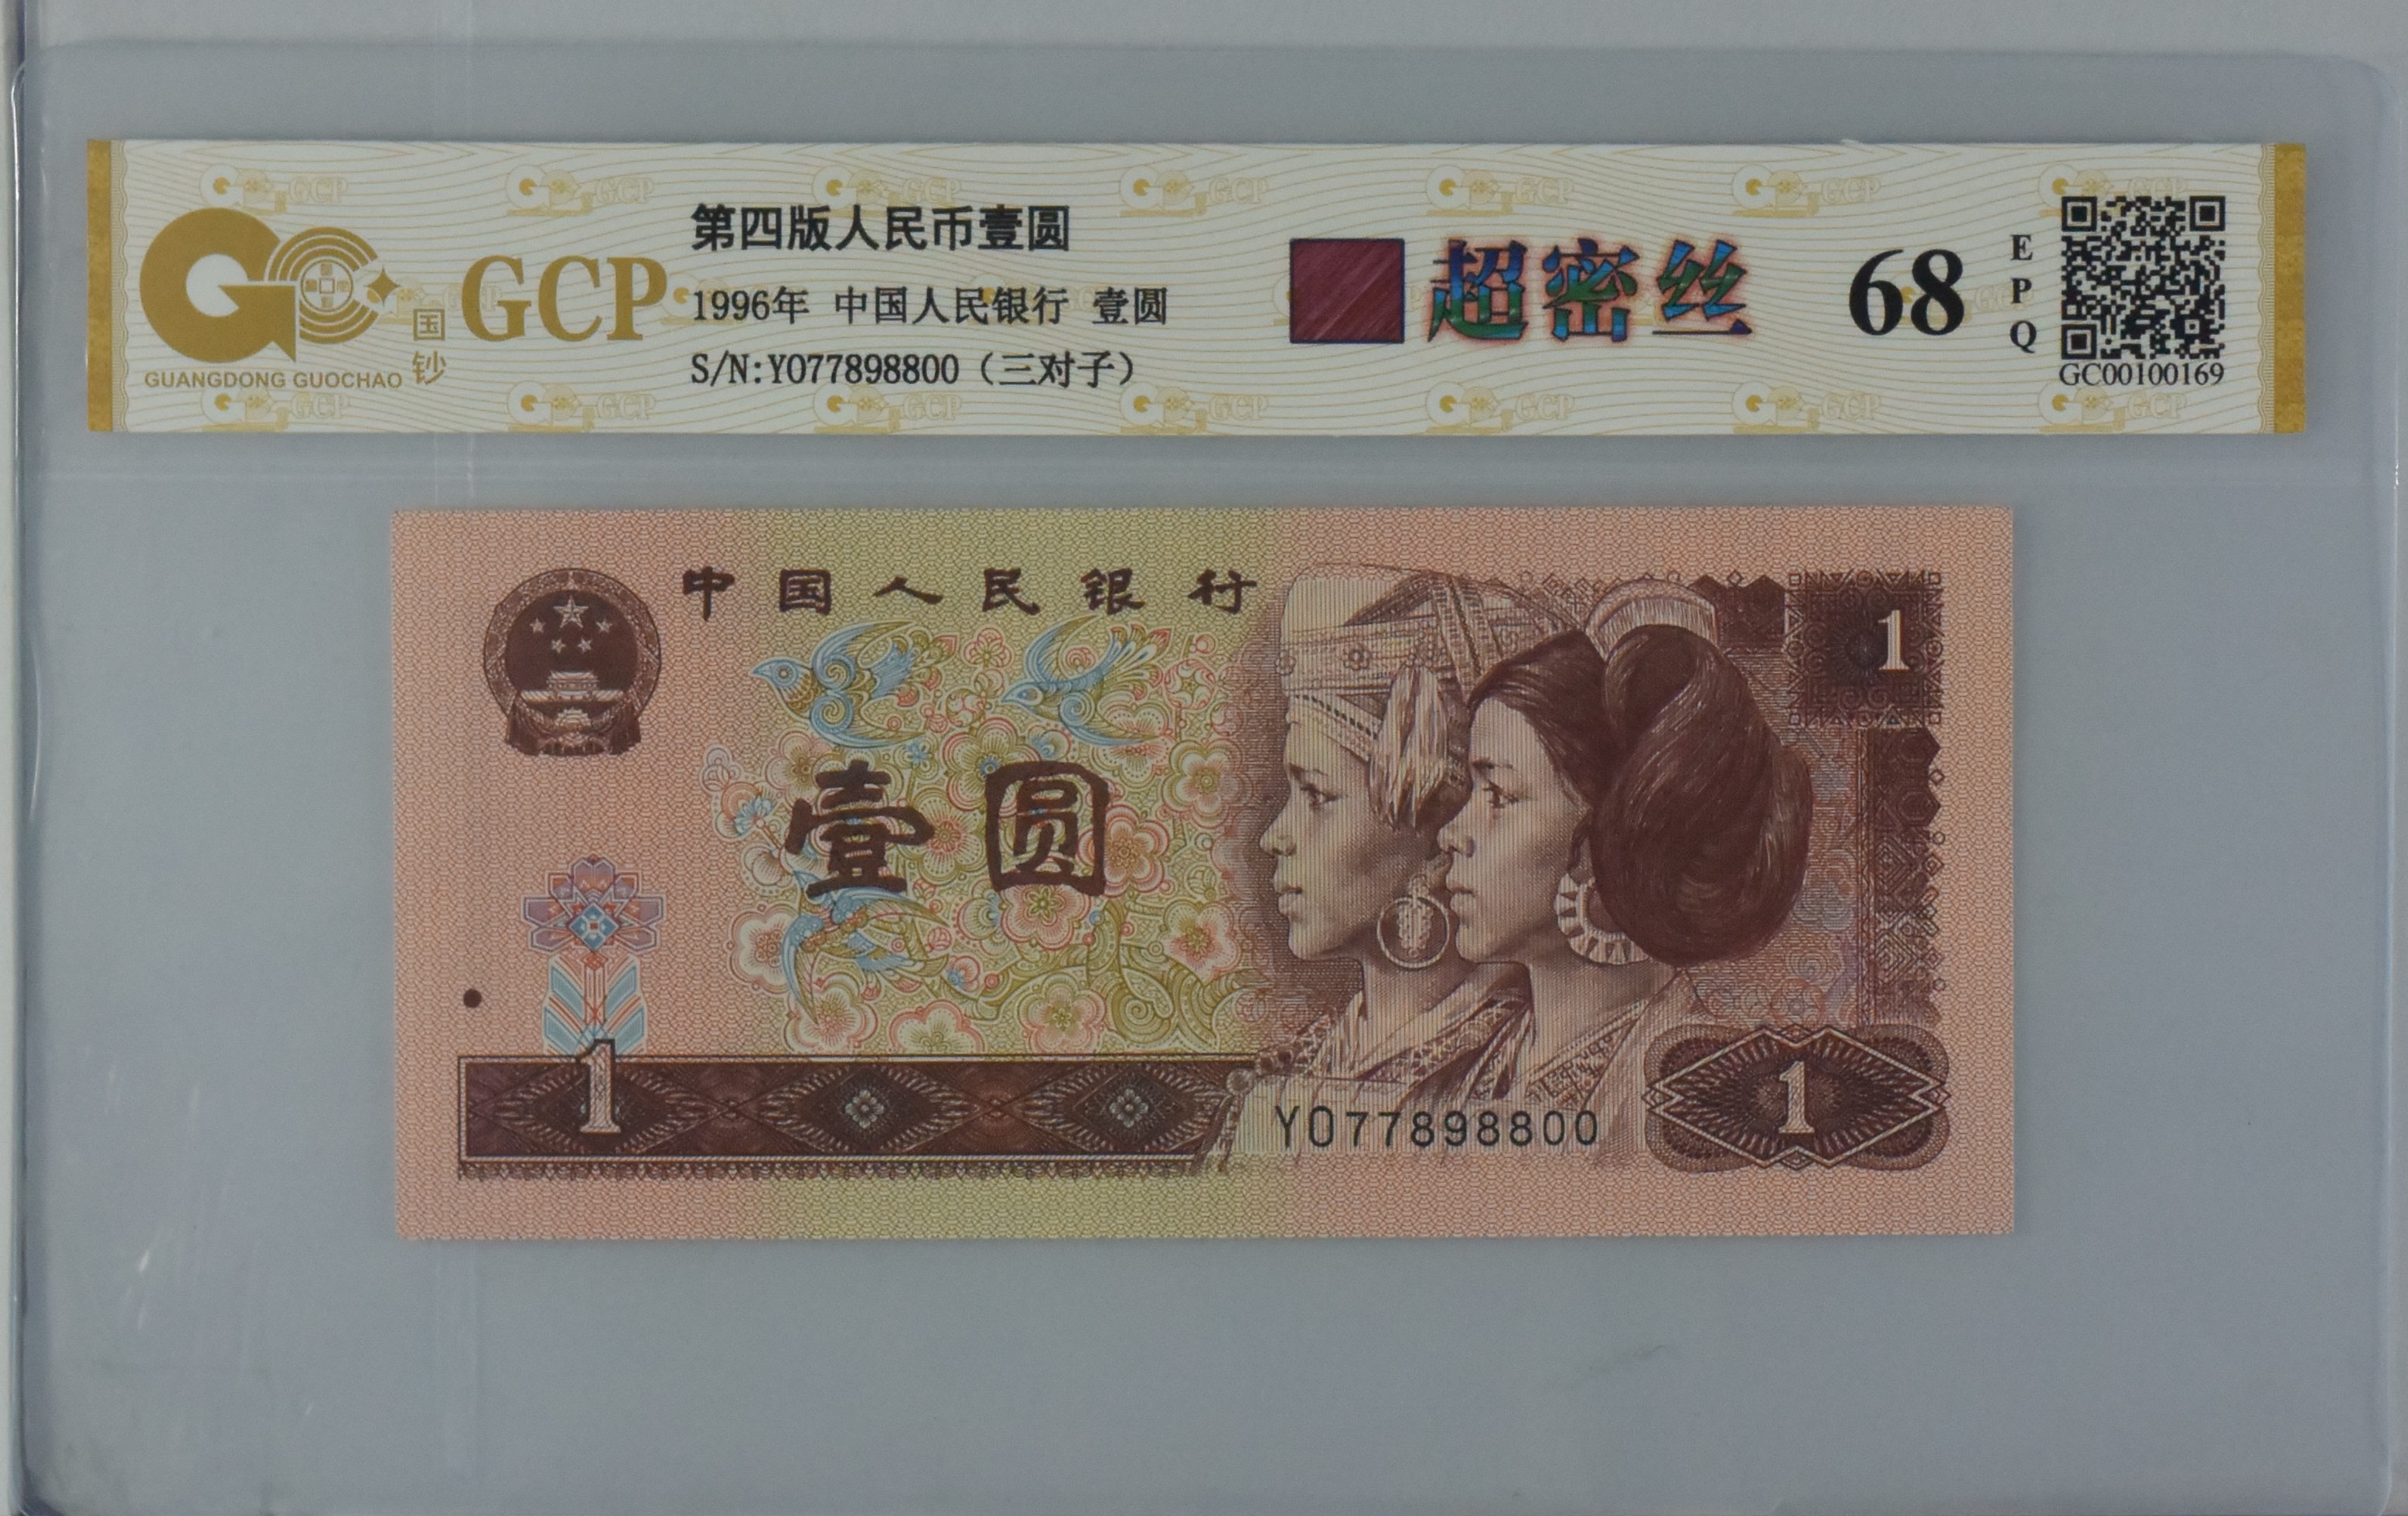 GCP
国钞
GUANGDONG GUOCHAO
第四版人民币壹圆
1996年 中国人民银行 壹圆
S/N:Y077898800（三对子）
超密丝
68
EPQ
GC00100169
中国人民银行
1
壹圆
1
Y077898800
1